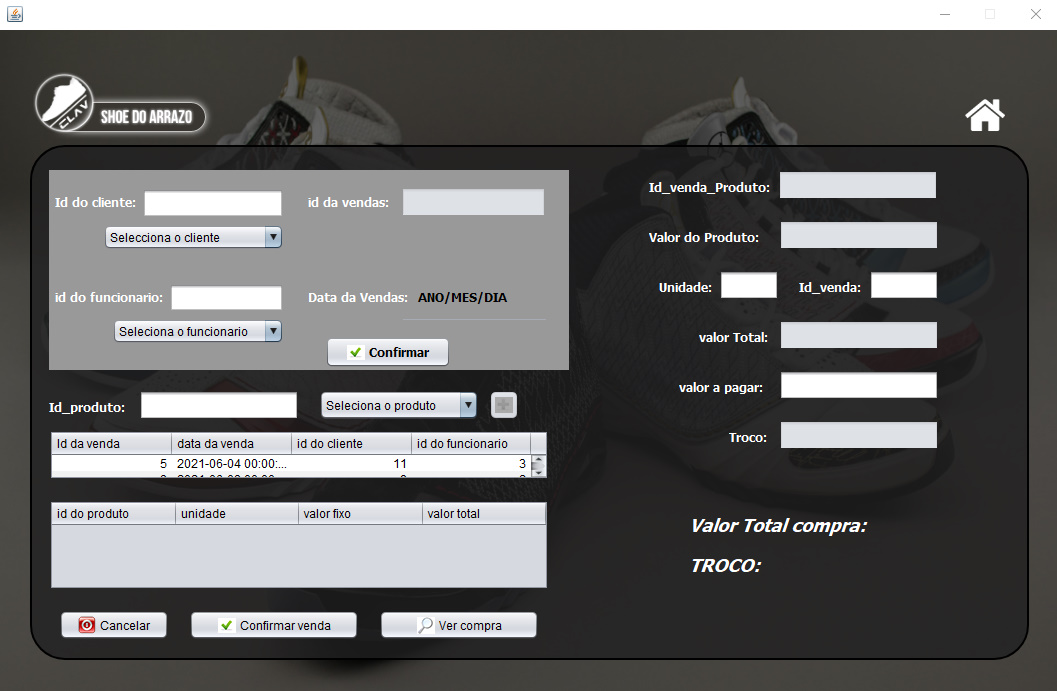 CLAV
SHOE DO ARRAZO
Id do cliente:
id da vendas:
Selecciona o cliente
id do funcionario:
Data da Vendas: ANO/MES/DIA
Seleciona o funcionario
Confirmar
Id_produto:
Seleciona o produto
Id da venda data da venda id do cliente id do funcionario
5 2021-06-04 00:00:... 11 3
id do produto unidade valor fixo valor total
Cancelar
Confirmar venda
Ver compra
Id_venda_Produto:
Valor do Produto:
Unidade:
Id_venda:
valor Total:
valor a pagar:
Troco:
Valor Total compra:
TROCO: